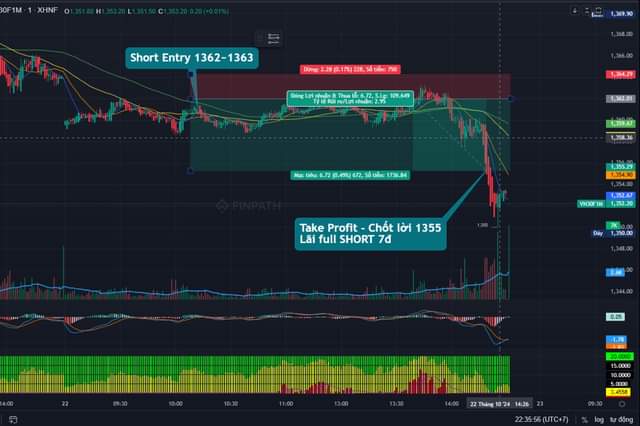 30F1M · 1 · XHNF O1,351.80 H1,353.20 L1,351.50 C1,353.20 0.20 (+0.01%)
1,369.90
1,368.00
1,366.00
Short Entry 1362-1363
Dừng: 2.28 (0.17%) 228, Số tiền: 750
1,364.29
Đóng Lợi nhuận & Thua lỗ: 6.72, S.lg: 109.649
Tỷ lệ Rủi ro/Lợi nhuận: 2.95
1,362.01
1,359.67
1,358.36
1,355.29
1,354.90
Mục tiêu: 6.72 (0.49%) 672, Số tiền: 1736.84
1,352.67
FINPATH
VN30F1M
1,352.20
Take Profit - Chốt lời 1355
Lãi full SHORT 7đ
1,350
7K
Đáy
1,350.00
1,348.00
1,346.00
1,344.00
0.25
-1.78
20.0000
15.0000
10.0000
5.0000
3.4558
14:00
22
09:30
10:00
10:30
11:00
13:00
13:30
14:00
22 Tháng 10 '24
14:26
23
09:30
22:35:56 (UTC+7)
%
log
tự động